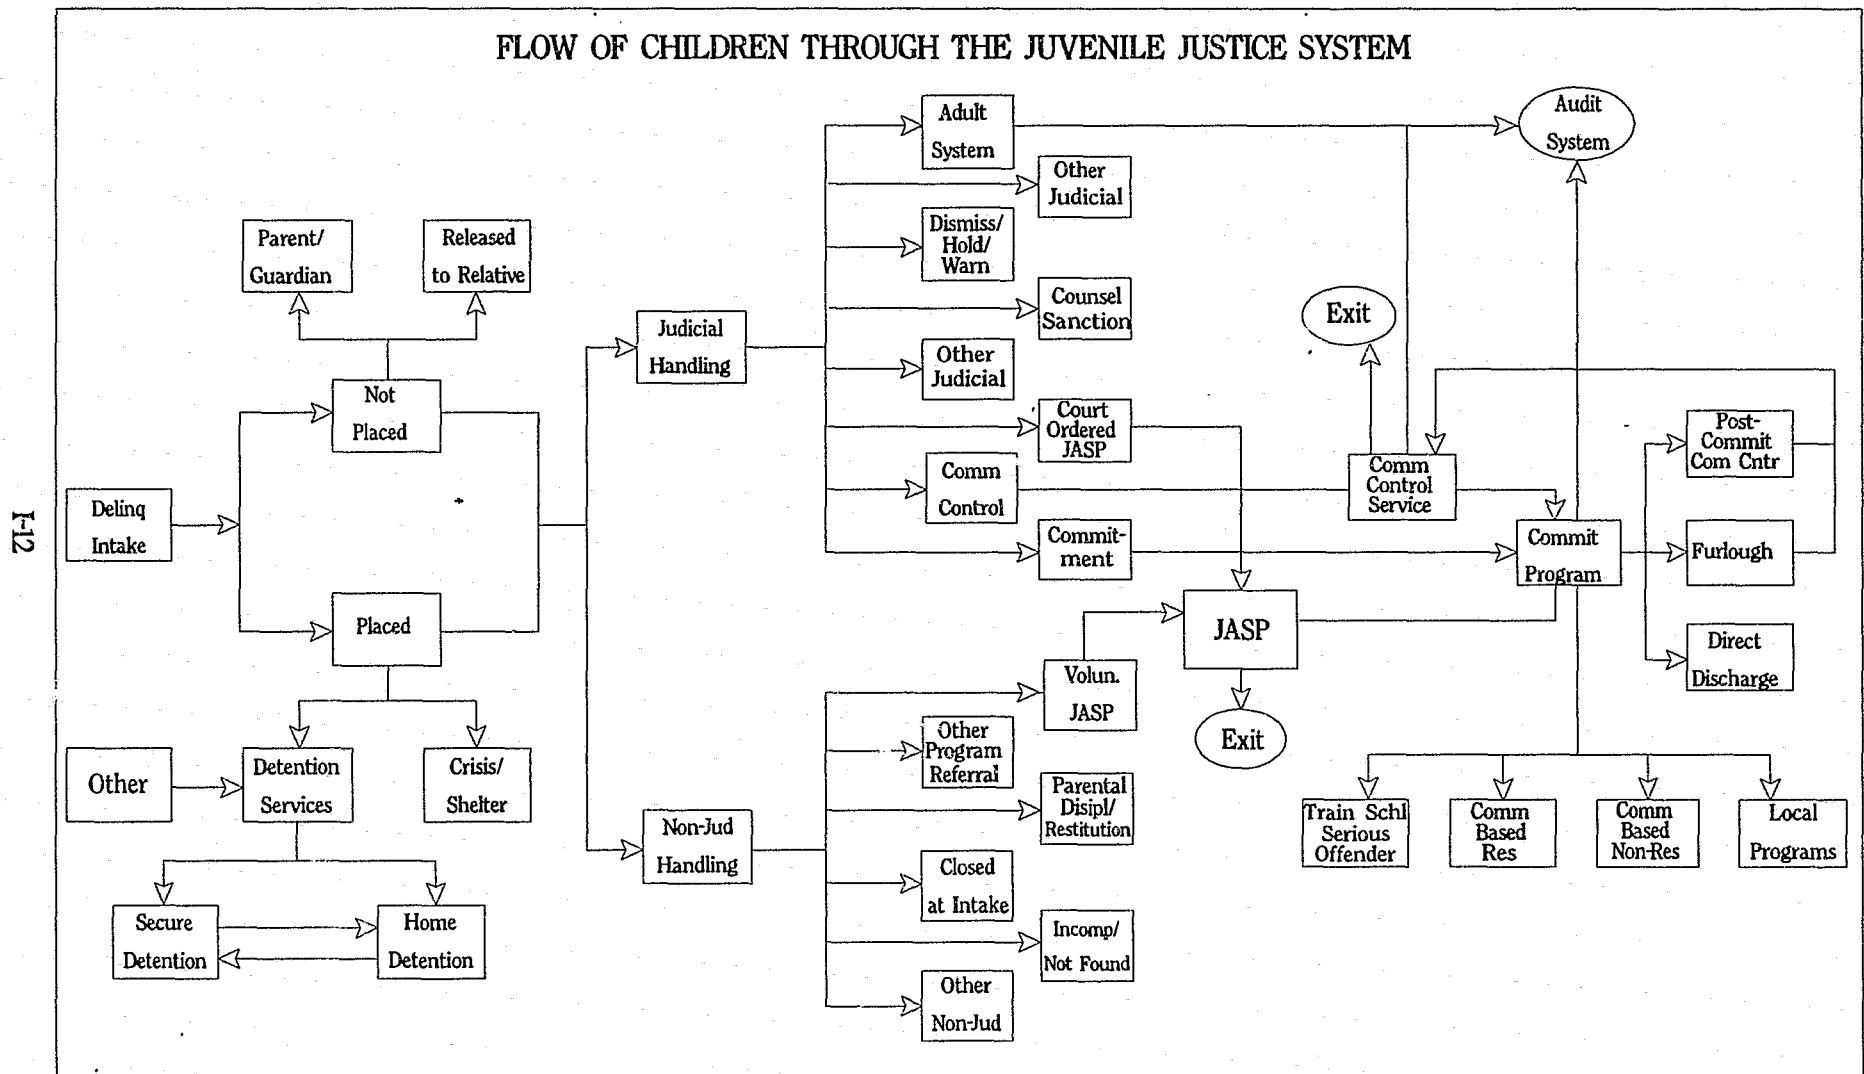 FLOW OF CHILDREN THROUGH THE JUVENILE JUSTICE SYSTEM
Adult
System
Audit
System
Other
Judicial
Dismiss/
Hold/
Warn
Parent/
Guardian
Released
to Relative
Counsel
Sanction
Exit
Judicial
Handling
Other
Judicial
Not
Placed
Court
Ordered
JASP
Post-
Commit
Com Cntr
Comm
Control
Comm
Control
Service
Delinq
Intake
I-12
Commit-
ment
Commit
Program
Furlough
Placed
JASP
Direct
Discharge
Volun.
JASP
Other
Program
Referral
Exit
Other
Detention
Services
Crisis/
Shelter
Parental
Disipl/
Restitution
Train Schl
Serious
Offender
Comm
Based
Res
Comm
Based
Non-Res
Local
Programs
Non-Jud
Handling
Closed
at Intake
Secure
Detention
Home
Detention
Incomp/
Not Found
Other
Non-Jud